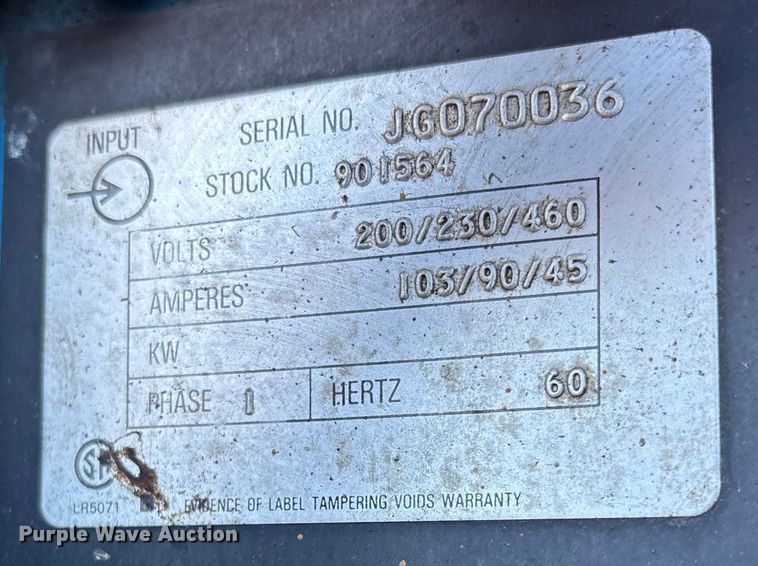 INPUT
SERIAL NO. JG070036
STOCK NO. 901564
VOLTS 200/230/460
AMPERES 103/90/45
KW
PHASE 1 HERTZ 60
LR5071 EVIDENCE OF LABEL TAMPERING VOIDS WARRANTY
Purple Wave Auction